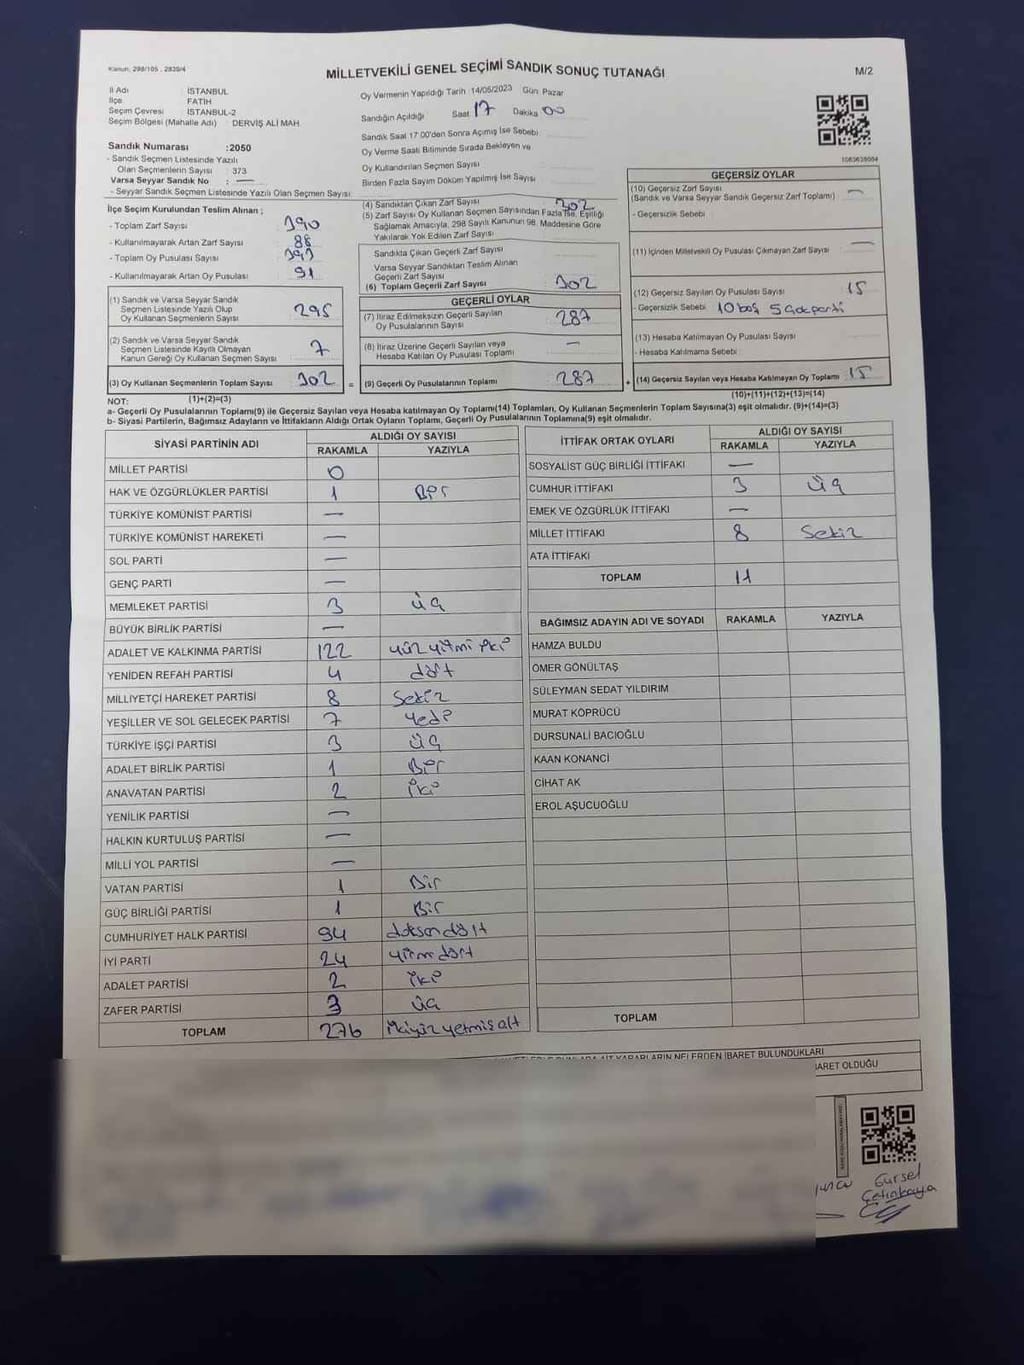 Kanun, 298/105 , 2839/4
MİLLETVEKİLİ GENEL SEÇİMİ SANDIK SONUÇ TUTANAĞI
M/2
İl Adı İSTANBUL
İlçe FATİH
Seçim Çevresi İSTANBUL-2
Seçim Bölgesi (Mahalle Adı) DERVİŞ ALİ MAH
Sandık Numarası :2050
- Sandık Seçmen Listesinde Yazılı
Olan Seçmenlerin Sayısı : 373
Varsa Seyyar Sandık No : —
- Seyyar Sandık Seçmen Listesinde Yazılı Olan Seçmen Sayısı
Oy Vermenin Yapıldığı Tarih 14/05/2023 Gün Pazar
Sandığın Açıldığı Saat 17 Dakika 00
Sandık Saat 17:00'den Sonra Açılmış İse Sebebi
Oy Verme Saati Bitiminde Sırada Bekleyen ve
Oy Kullandırılan Seçmen Sayısı
Birden Fazla Sayım Döküm Yapılmış İse Sayısı
1083639084
İlçe Seçim Kurulundan Teslim Alınan ;
- Toplam Zarf Sayısı 390
- Kullanılmayarak Artan Zarf Sayısı 88
- Toplam Oy Pusulası Sayısı 393
- Kullanılmayarak Artan Oy Pusulası 91
(1) Sandık ve Varsa Seyyar Sandık
Seçmen Listesinde Yazılı Olup
Oy Kullanan Seçmenlerin Sayısı 295
(2) Sandık ve Varsa Seyyar Sandık
Seçmen Listesinde Kayıtlı Olmayan
Kanun Gereği Oy Kullanan Seçmen Sayısı 7
(3) Oy Kullanan Seçmenlerin Toplam Sayısı 302 =
(1)+(2)=(3)
(4) Sandıktan Çıkan Zarf Sayısı 302
(5) Zarf Sayısı Oy Kullanan Seçmen Sayısından Fazla İse, Eşitliği
Sağlamak Amacıyla, 298 Sayılı Kanunun 98. Maddesine Göre
Yakılarak Yok Edilen Zarf Sayısı
Sandıkta Çıkan Geçerli Zarf Sayısı
Varsa Seyyar Sandıktan Teslim Alınan
Geçerli Zarf Sayısı
(6) Toplam Geçerli Zarf Sayısı 302
GEÇERLİ OYLAR
(7) İtiraz Edilmeksizin Geçerli Sayılan
Oy Pusulalarının Sayısı 287
(8) İtiraz Üzerine Geçerli Sayılan veya
Hesaba Katılan Oy Pusulası Toplamı —
(9) Geçerli Oy Pusulalarının Toplamı 287 +
GEÇERSİZ OYLAR
(10) Geçersiz Zarf Sayısı
(Sandık ve Varsa Seyyar Sandık Geçersiz Zarf Toplamı) —
- Geçersizlik Sebebi
(11) İçinden Milletvekili Oy Pusulası Çıkmayan Zarf Sayısı —
(12) Geçersiz Sayılan Oy Pusulası Sayısı 15
- Geçersizlik Sebebi 10 boş 5 Çok parti
(13) Hesaba Katılmayan Oy Pusulası Sayısı
- Hesaba Katılmama Sebebi
(14) Geçersiz Sayılan veya Hesaba Katılmayan Oy Toplamı 15
(10)+(11)+(12)+(13)=(14)
NOT:
a- Geçerli Oy Pusulalarının Toplamı(9) ile Geçersiz Sayılan veya Hesaba katılmayan Oy Toplamı(14) Toplamları, Oy Kullanan Seçmenlerin Toplam Sayısına(3) eşit olmalıdır. (9)+(14)=(3)
b- Siyasi Partilerin, Bağımsız Adayların ve İttifakların Aldığı Ortak Oyların Toplamı, Geçerli Oy Pusulalarının Toplamına(9) eşit olmalıdır.
SİYASİ PARTİNİN ADI ALDIĞI OY SAYISI
RAKAMLA YAZIYLA
MİLLET PARTİSİ 0
HAK VE ÖZGÜRLÜKLER PARTİSİ 1 Bir
TÜRKİYE KOMÜNİST PARTİSİ —
TÜRKİYE KOMÜNİST HAREKETİ —
SOL PARTİ —
GENÇ PARTİ —
MEMLEKET PARTİSİ 3 üç
BÜYÜK BİRLİK PARTİSİ —
ADALET VE KALKINMA PARTİSİ 122 yüz yirmi iki
YENİDEN REFAH PARTİSİ 4 dört
MİLLİYETÇİ HAREKET PARTİSİ 8 Sekiz
YEŞİLLER VE SOL GELECEK PARTİSİ 7 Yedi
TÜRKİYE İŞÇİ PARTİSİ 3 üç
ADALET BİRLİK PARTİSİ 1 Bir
ANAVATAN PARTİSİ 2 iki
YENİLİK PARTİSİ —
HALKIN KURTULUŞ PARTİSİ —
MİLLİ YOL PARTİSİ —
VATAN PARTİSİ 1 Bir
GÜÇ BİRLİĞİ PARTİSİ 1 Bir
CUMHURİYET HALK PARTİSİ 94 doksan dört
İYİ PARTİ 24 yirmi dört
ADALET PARTİSİ 2 iki
ZAFER PARTİSİ 3 üç
TOPLAM 276 ikiyüz yetmiş altı
İTTİFAK ORTAK OYLARI ALDIĞI OY SAYISI
RAKAMLA YAZIYLA
SOSYALİST GÜÇ BİRLİĞİ İTTİFAKI —
CUMHUR İTTİFAKI 3 üç
EMEK VE ÖZGÜRLÜK İTTİFAKI —
MİLLET İTTİFAKI 8 Sekiz
ATA İTTİFAKI
TOPLAM 11
BAĞIMSIZ ADAYIN ADI VE SOYADI RAKAMLA YAZIYLA
HAMZA BULDU
ÖMER GÖNÜLTAŞ
SÜLEYMAN SEDAT YILDIRIM
MURAT KÖPRÜCÜ
DURSUNALİ BACIOĞLU
KAAN KONANCİ
CİHAT AK
EROL AŞUCUOĞLU
TOPLAM
NELERDEN İBARET BULUNDUKLARI
İBARET OLDUĞU
Gürsel
Çetinkaya